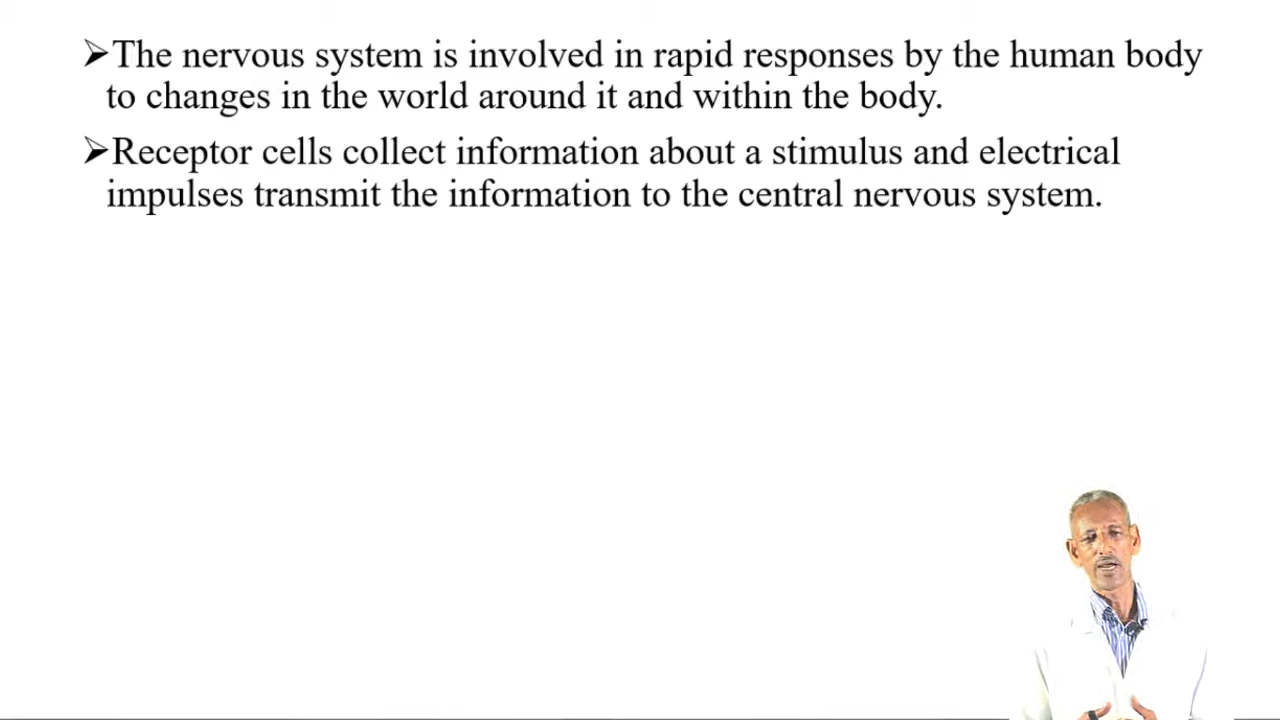 ➢The nervous system is involved in rapid responses by the human body
to changes in the world around it and within the body.
➢Receptor cells collect information about a stimulus and electrical
impulses transmit the information to the central nervous system.